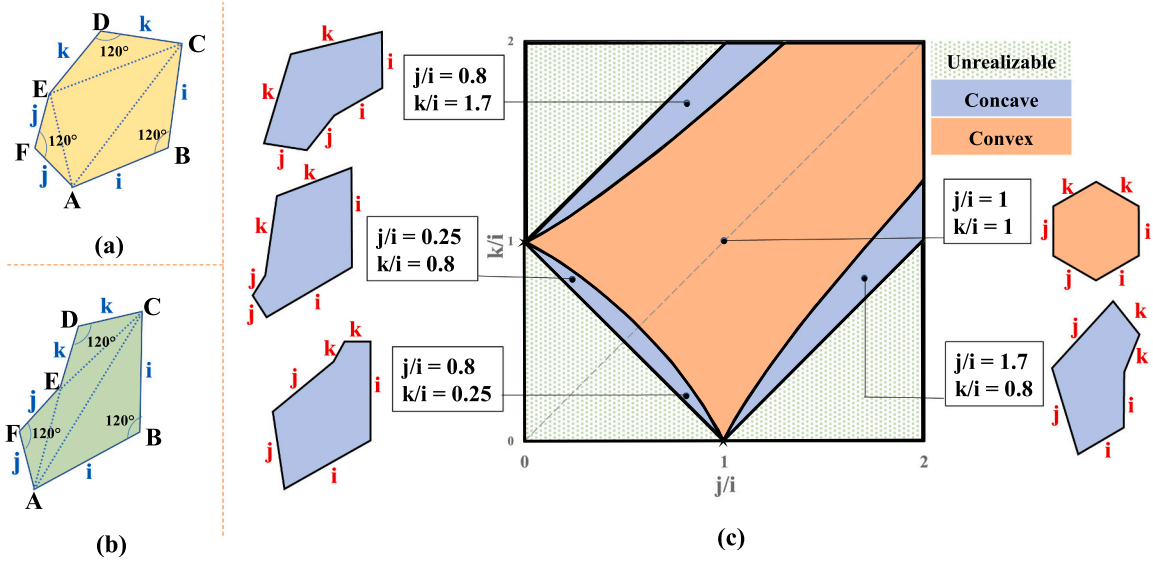 D
k
C
k
120°
E
i
j
120°
120°
F
B
j
i
A
(a)
k
C
D
120°
k
E
i
j
F
120°
120°
B
j
i
A
(b)
k
i
k
i
j
j
j/i = 0.8
k/i = 1.7
k
i
k
j
i
j
j/i = 0.25
k/i = 0.8
k
k
j
i
j
i
j/i = 0.8
k/i = 0.25
2
1
0
k/i
0
1
2
j/i
(c)
Unrealizable
Concave
Convex
j/i = 1
k/i = 1
k
k
j
i
j
i
j/i = 1.7
k/i = 0.8
k
j
k
j
i
i